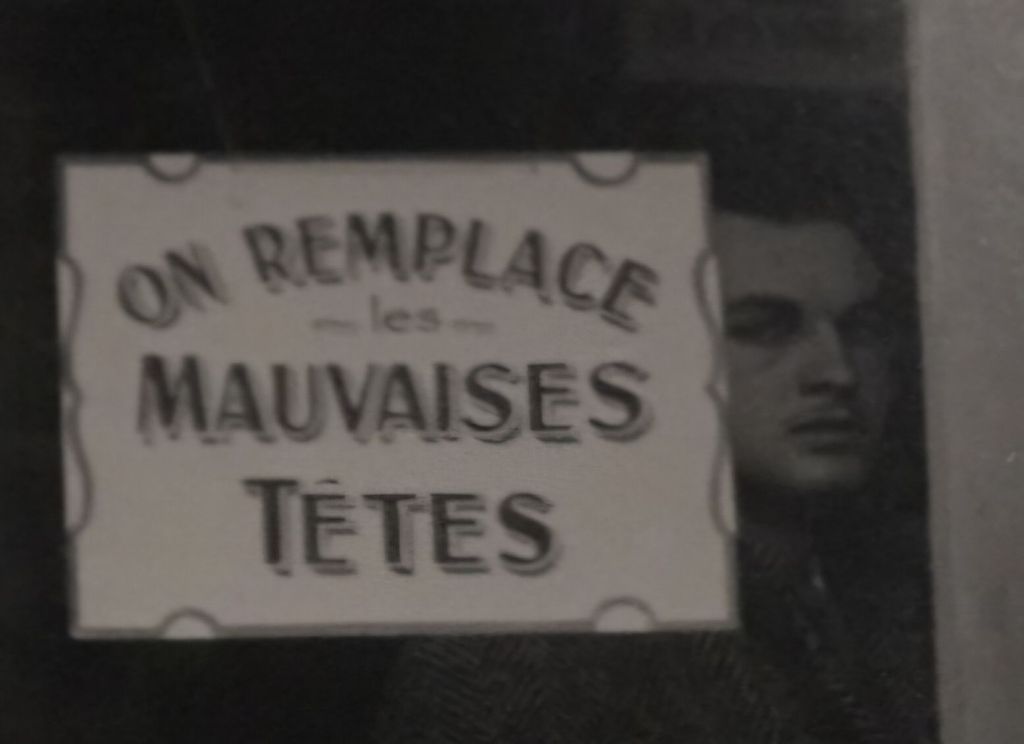 ON REMPLACE
les
MAUVAISES
TÊTES